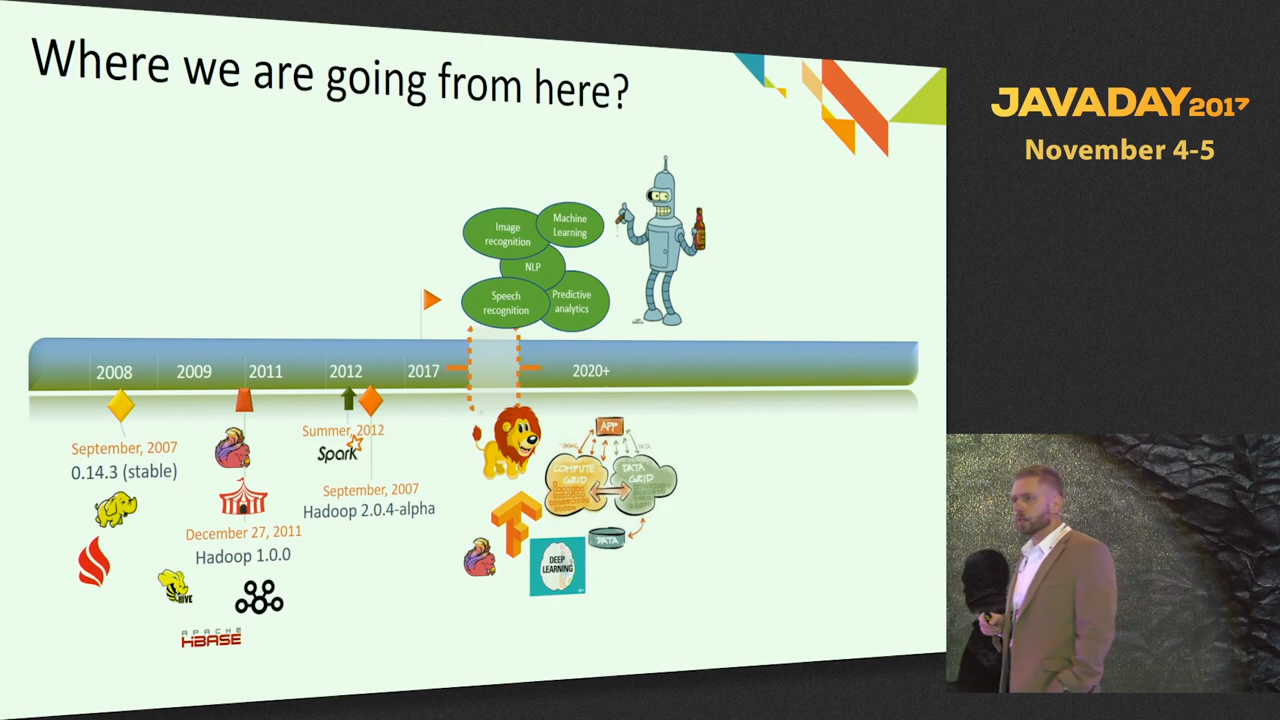 Where we are going from here?
JAVADAY2017
November 4-5
Image
recognition
Machine
Learning
NLP
Speech
recognition
Predictive
analytics
2008
2009
2011
2012
2017
2020+
September, 2007
0.14.3 (stable)
December 27, 2011
Hadoop 1.0.0
Summer, 2012
Spark
September, 2007
Hadoop 2.0.4-alpha
HIVE
APACHE
HBASE
APP
COMPUTE
GRID
DATA
GRID
DATA
DEEP
LEARNING